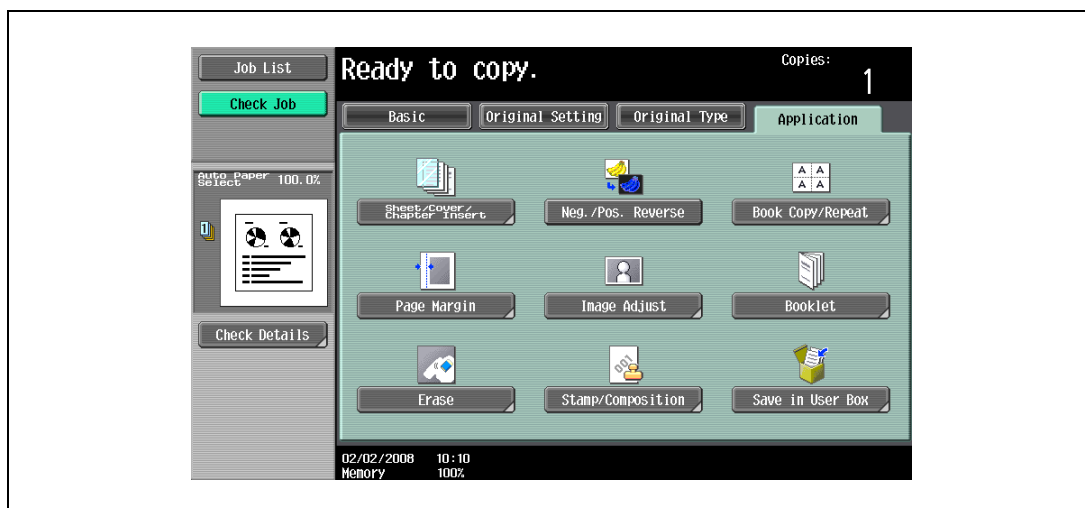 Job List
Check Job
Auto Paper
Select 100.0%
1
Check Details
Ready to copy.
Copies:
1
Basic
Original Setting
Original Type
Application
Sheet/Cover/
Chapter Insert
Neg./Pos. Reverse
A A
A A
Book Copy/Repeat
Page Margin
Image Adjust
Booklet
Erase
001
Stamp/Composition
Save in User Box
02/02/2008 10:10
Memory 100%